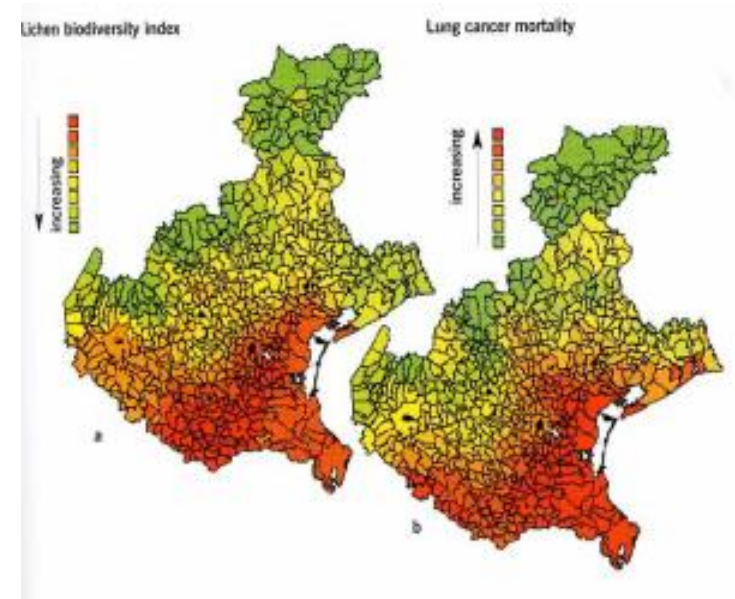 Lichen biodiversity index
Lung cancer mortality
increasing
increasing
a
b